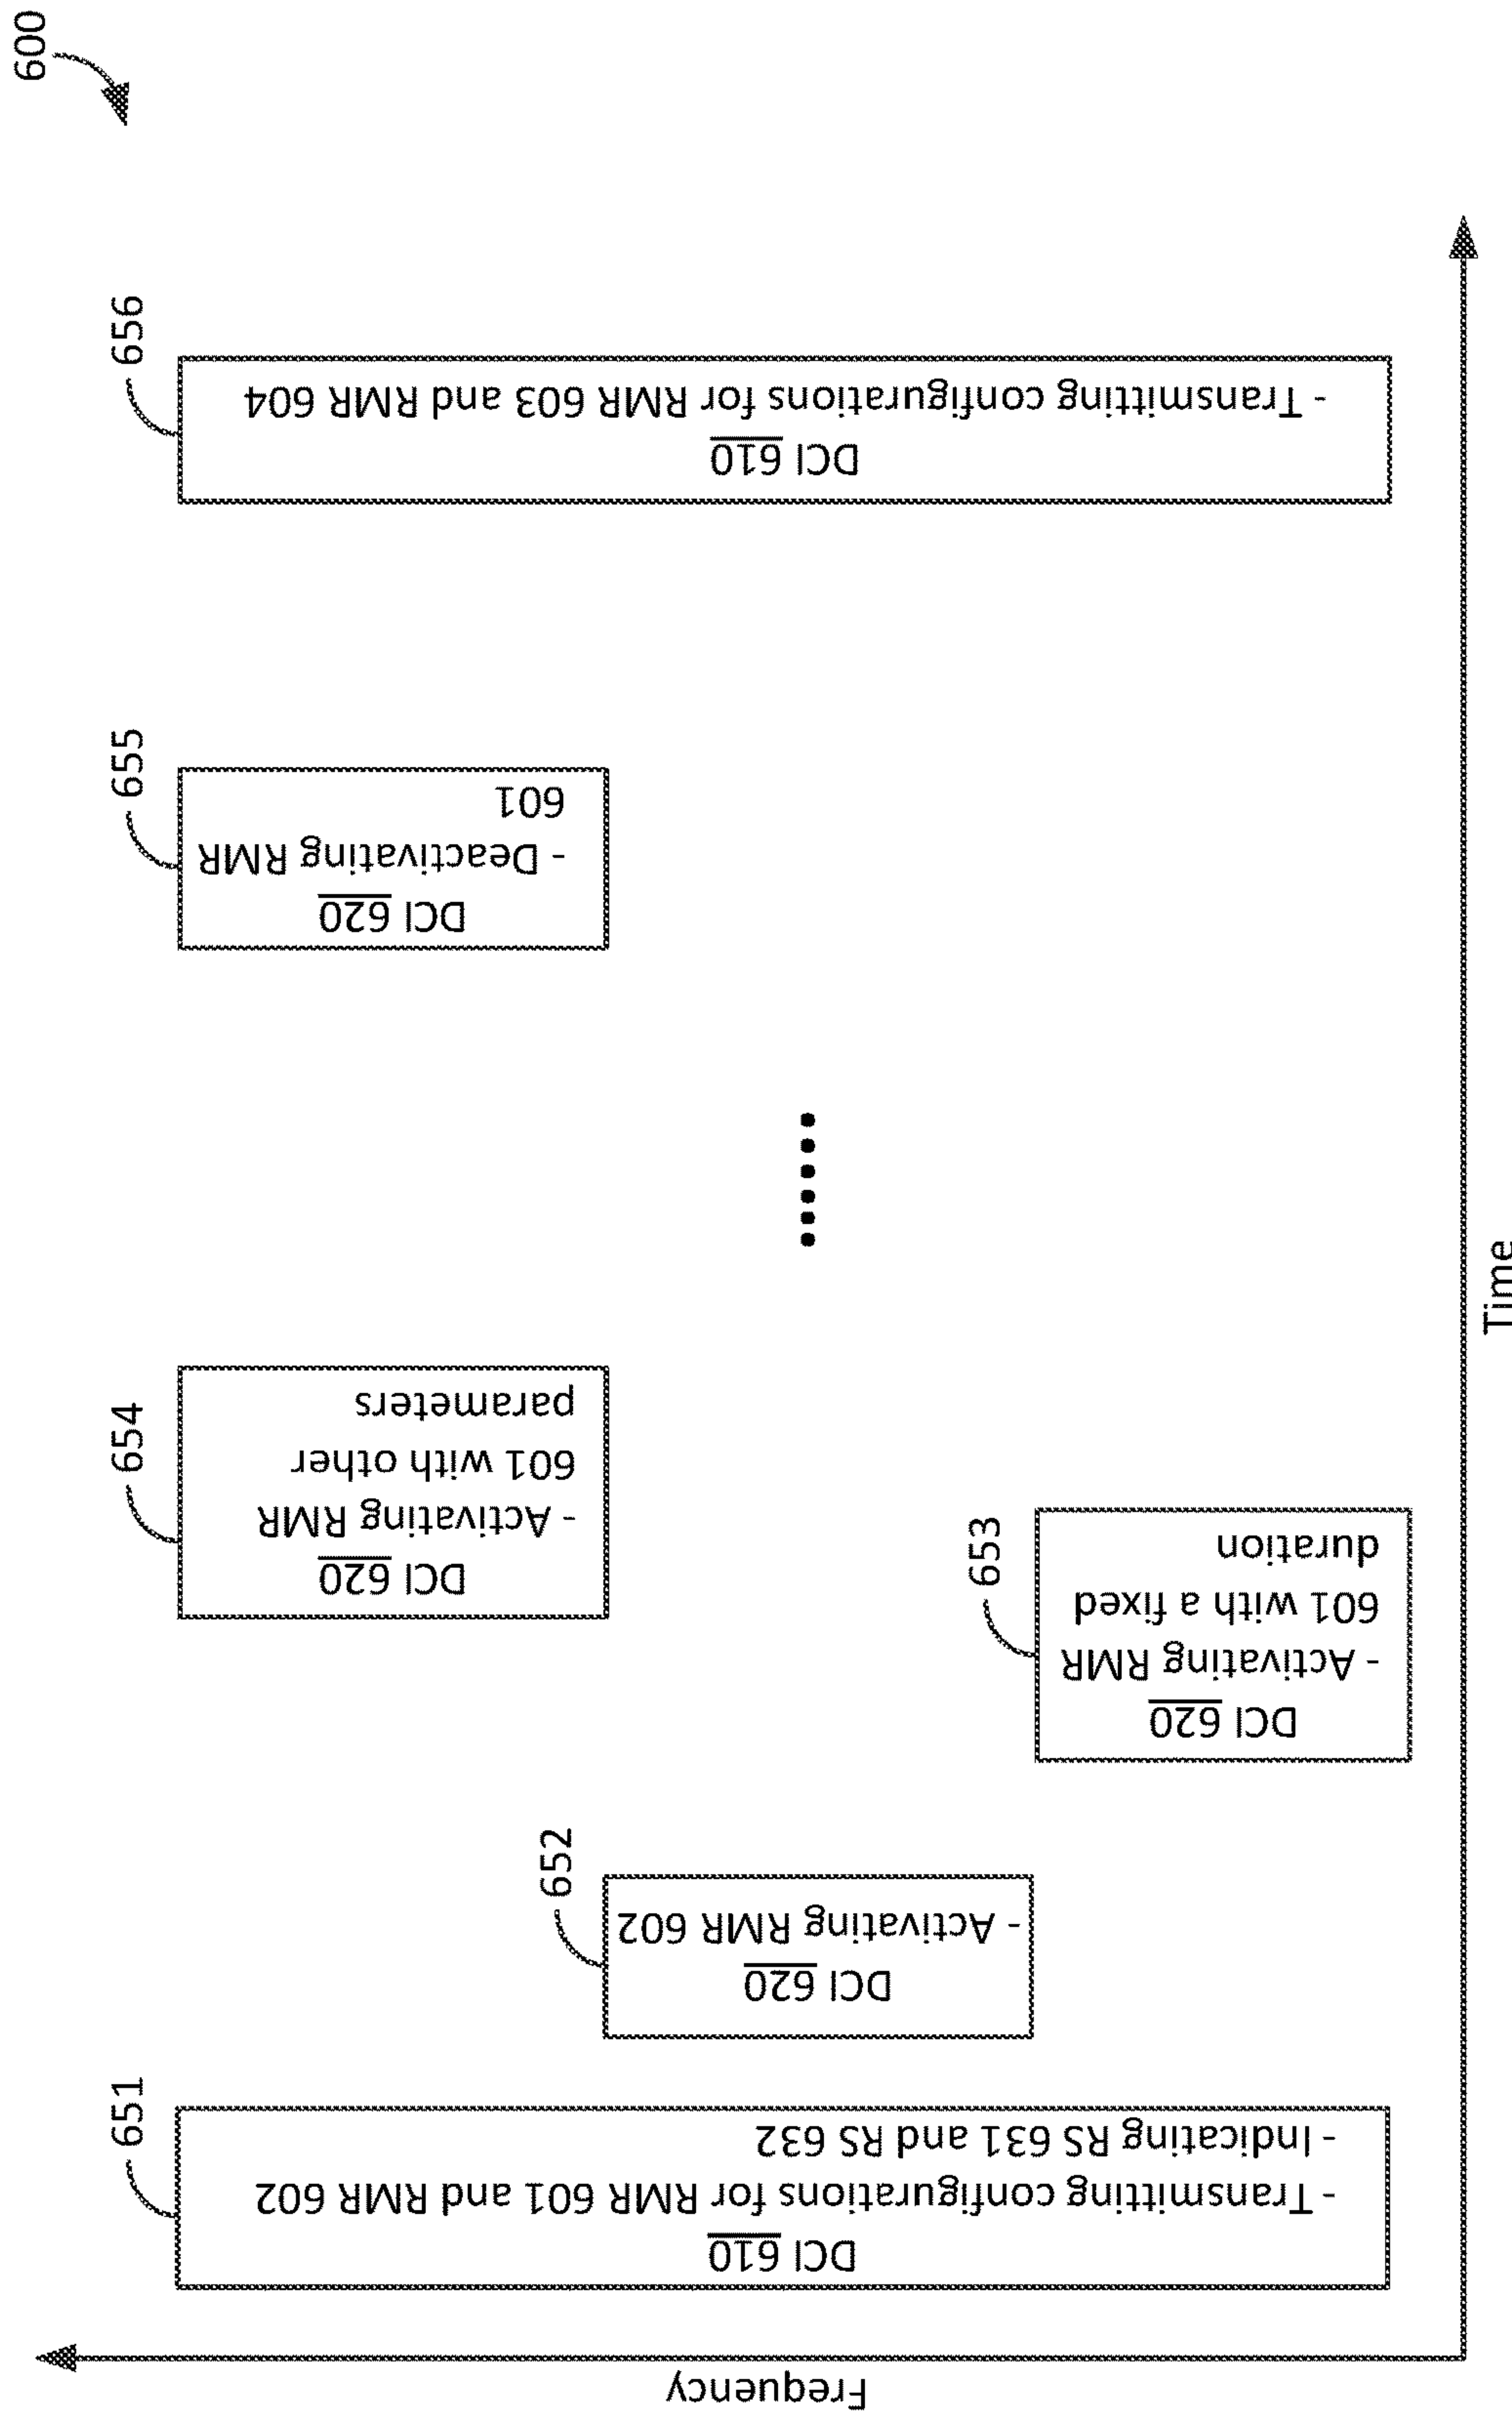 600
Frequency
651
DCI 610
- Transmitting configurations for RMR 601 and RMR 602
- Indicating RS 631 and RS 632
652
DCI 620
- Activating RMR 602
653
DCI 620
- Activating RMR
601 with a fixed
duration
654
DCI 620
- Activating RMR
601 with other
parameters
655
DCI 620
- Deactivating RMR
601
656
DCI 610
- Transmitting configurations for RMR 603 and RMR 604
Time